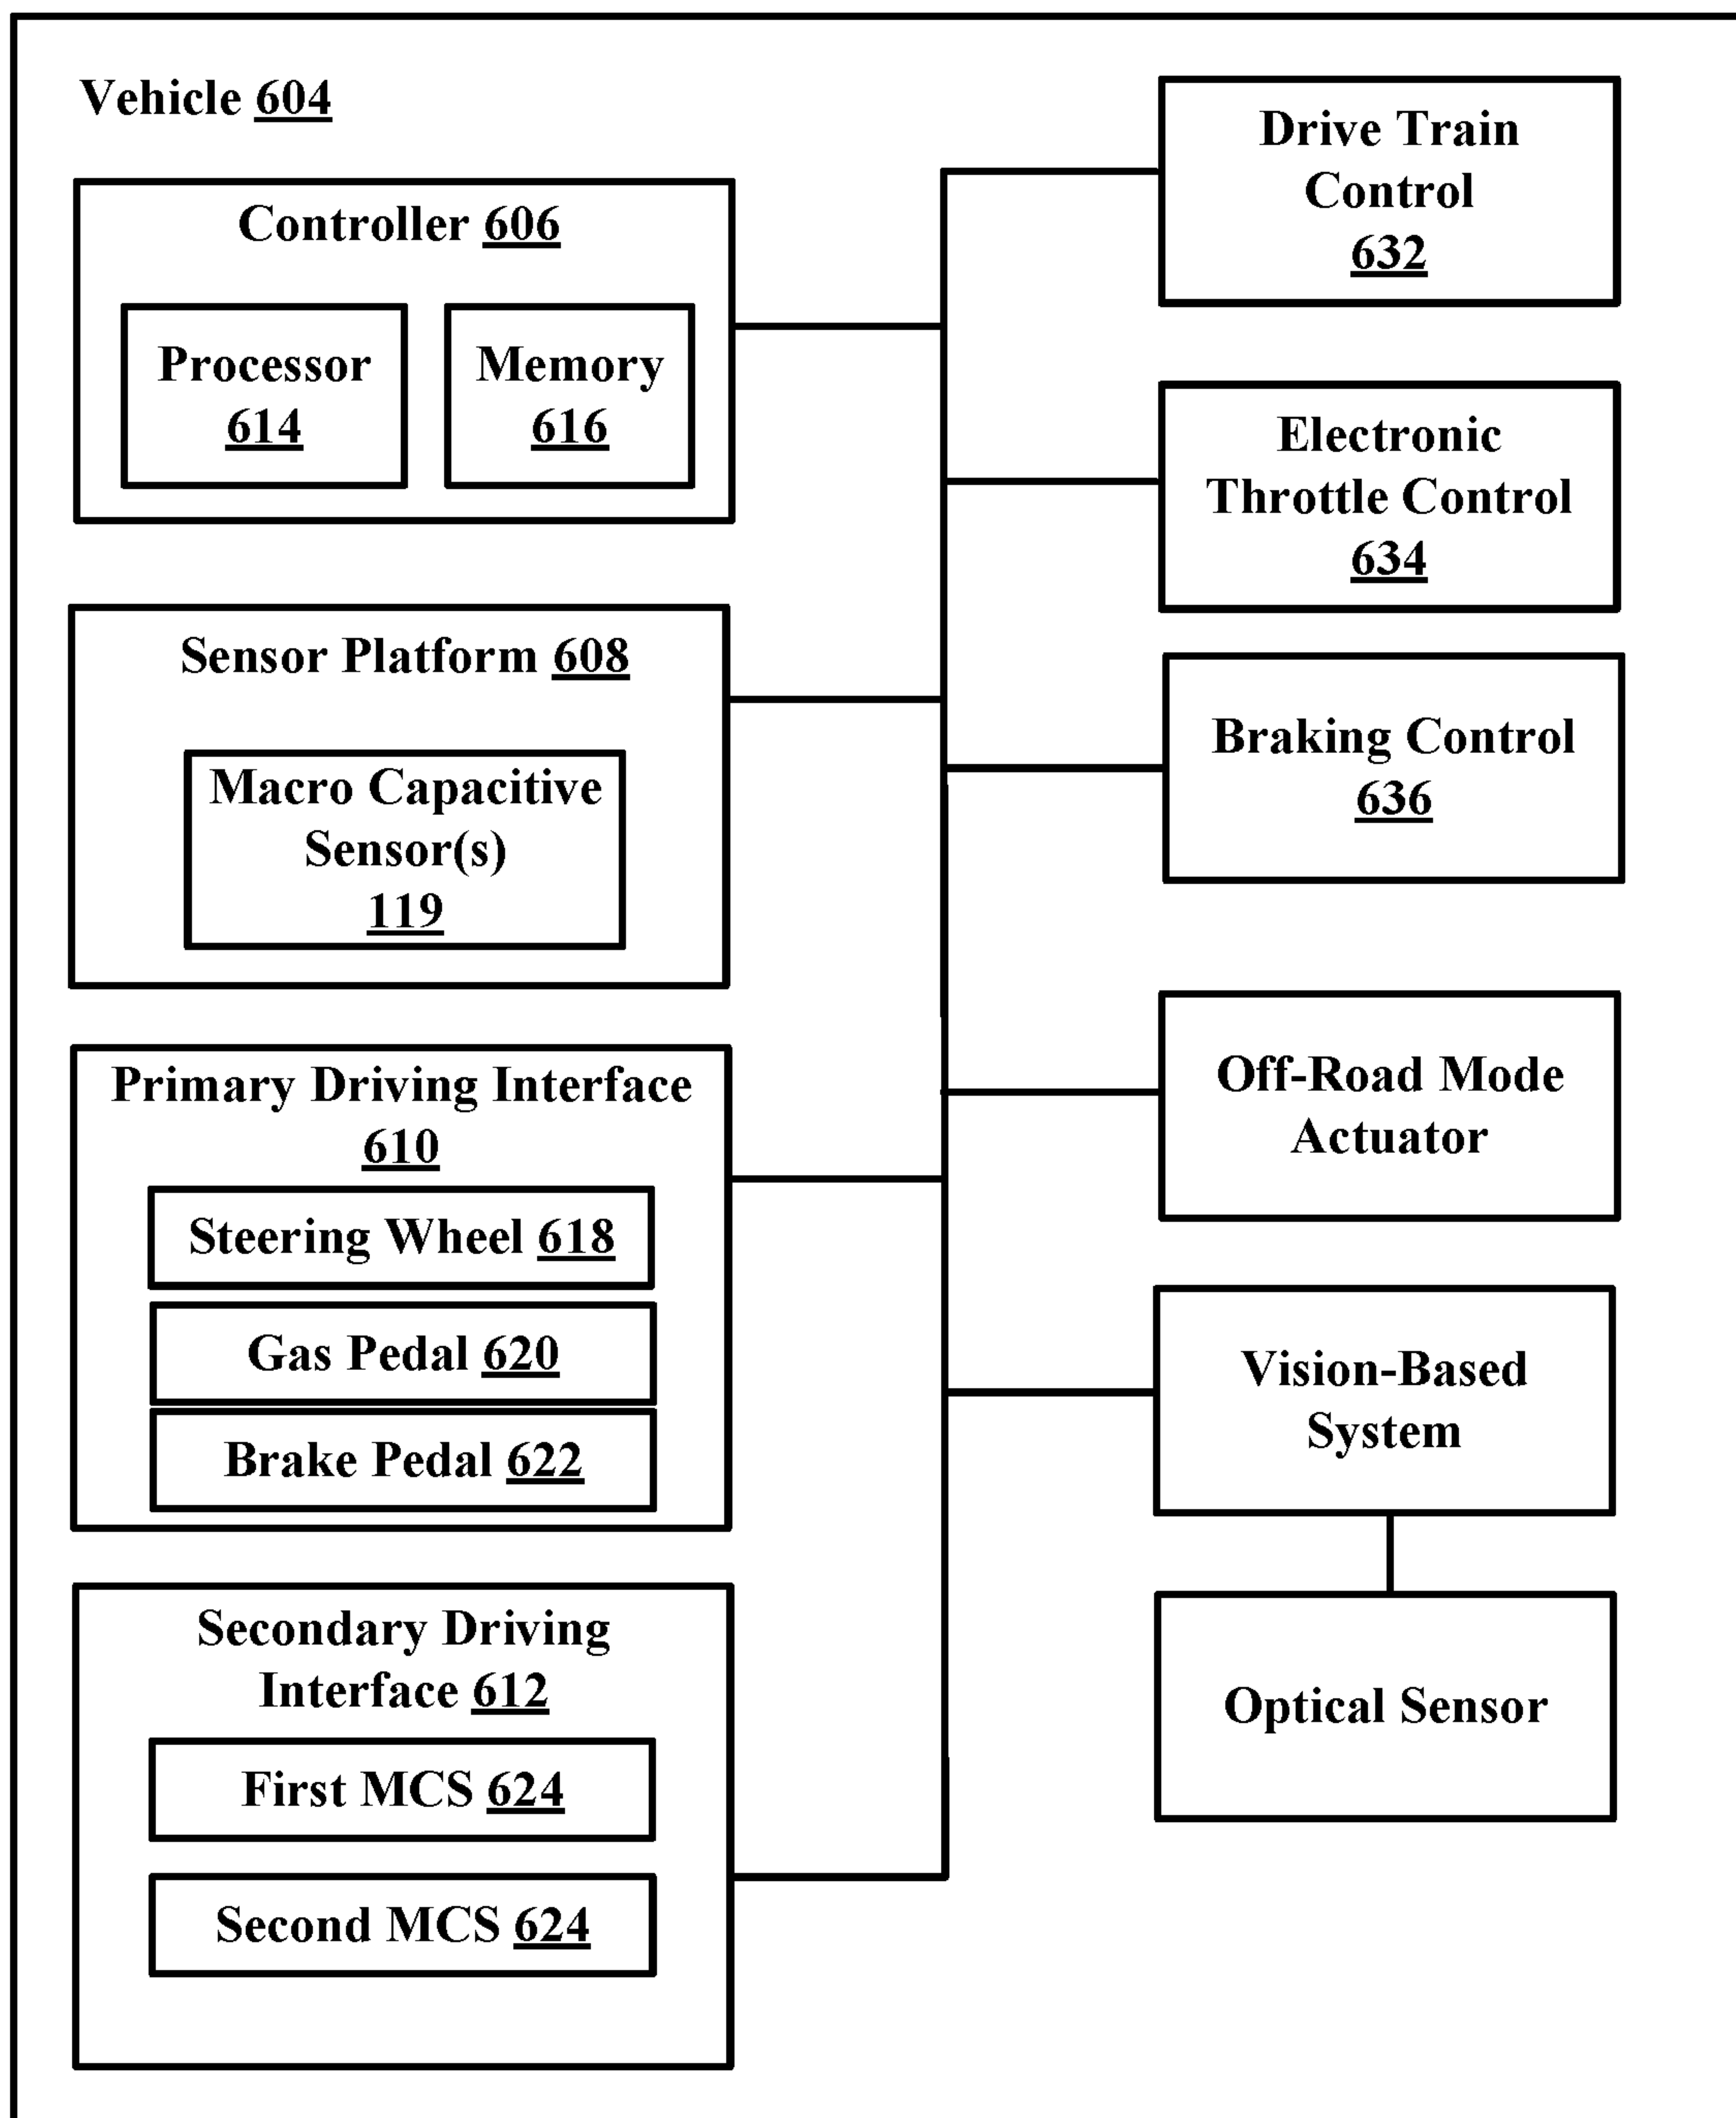 Vehicle 604
Controller 606
Processor
614
Memory
616
Sensor Platform 608
Macro Capacitive
Sensor(s)
119
Primary Driving Interface
610
Steering Wheel 618
Gas Pedal 620
Brake Pedal 622
Secondary Driving
Interface 612
First MCS 624
Second MCS 624
Drive Train
Control
632
Electronic
Throttle Control
634
Braking Control
636
Off-Road Mode
Actuator
Vision-Based
System
Optical Sensor